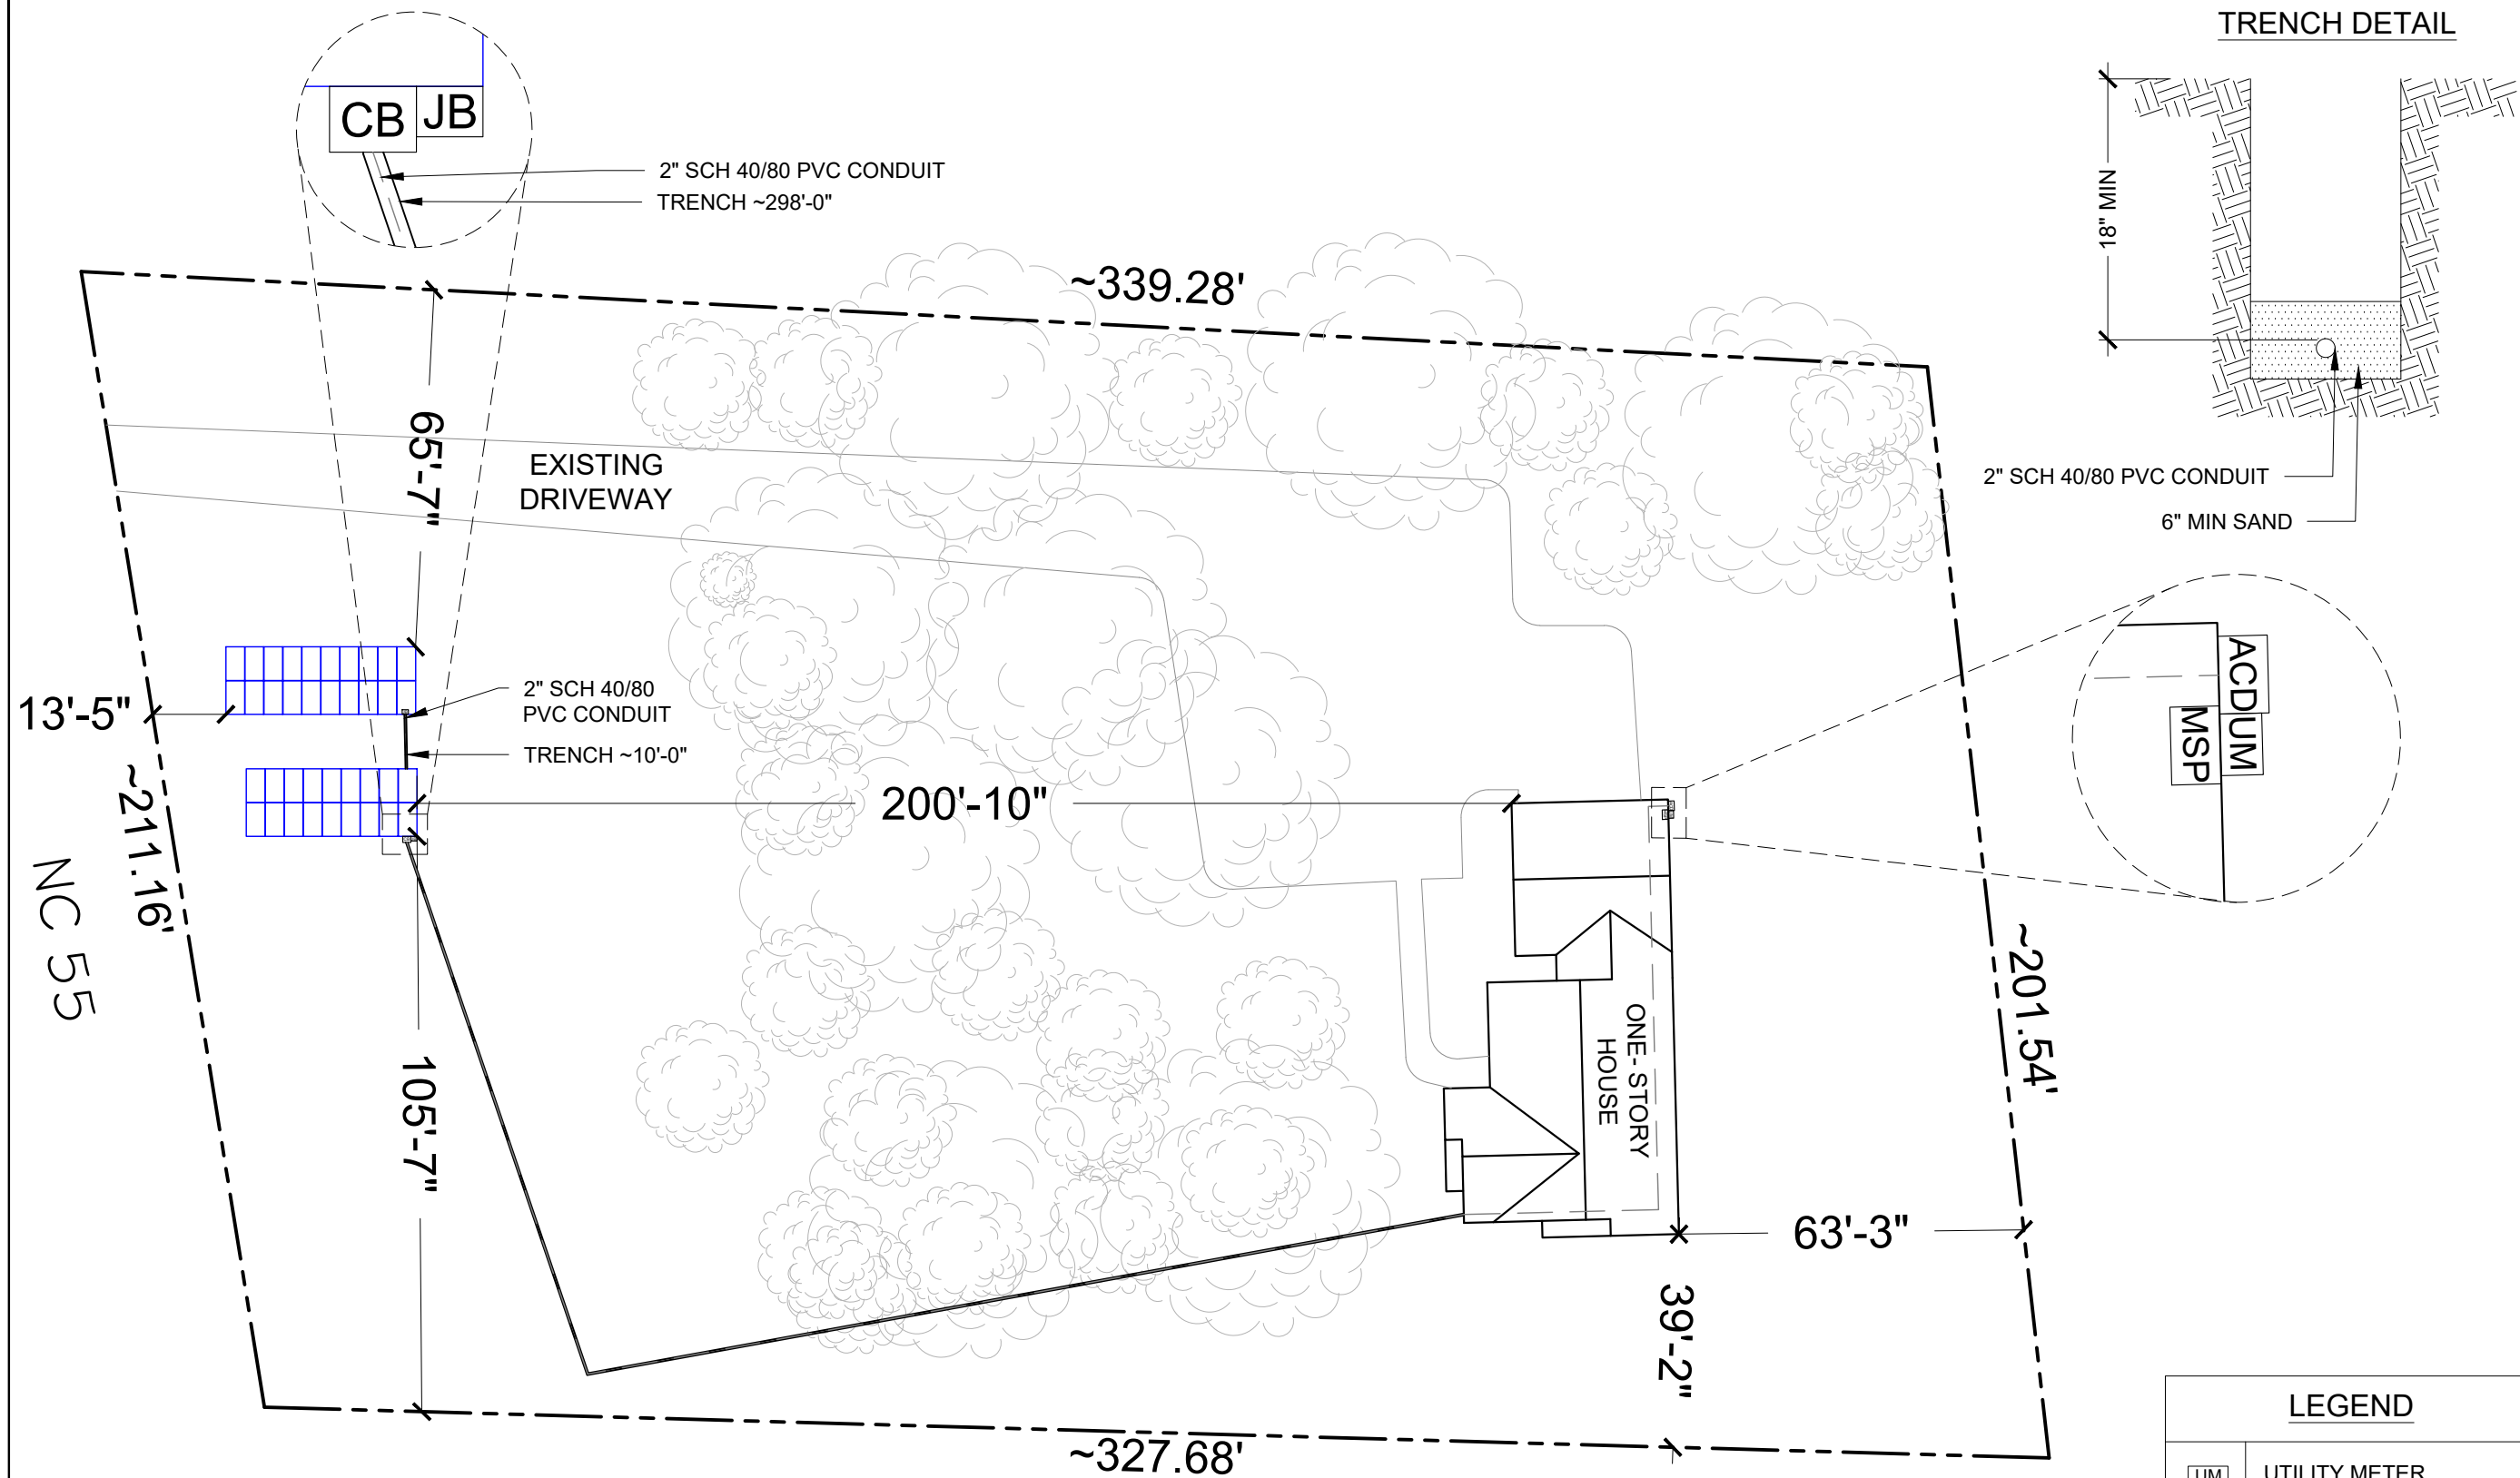 TRENCH DETAIL
CB
JB
2" SCH 40/80 PVC CONDUIT
TRENCH ~298'-0"
18" MIN
2" SCH 40/80 PVC CONDUIT
6" MIN SAND
~339.28'
65'-7"
EXISTING
DRIVEWAY
13'-5"
2" SCH 40/80
PVC CONDUIT
TRENCH ~10'-0"
200'-10"
ACD
UM
MSP
~211.16'
NC 55
105'-7"
ONE- STORY
HOUSE
~201.54'
63'-3"
39'-2"
~327.68'
LEGEND
UM
UTILITY METER